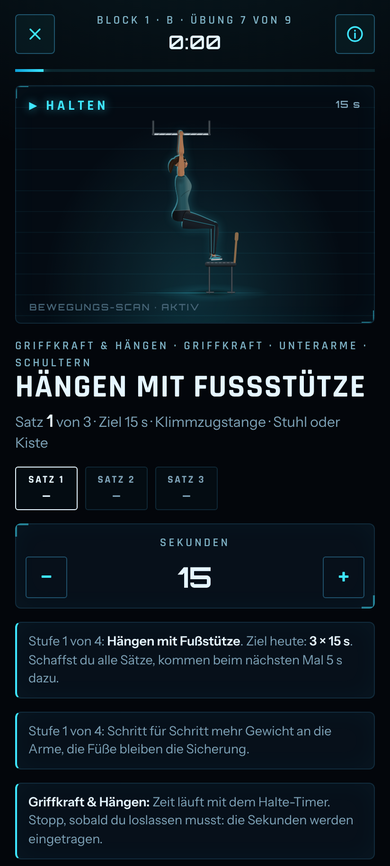 BLOCK 1 · B · ÜBUNG 7 VON 9
0:00
▶ HALTEN
15 s
BEWEGUNGS-SCAN · AKTIV
GRIFFKRAFT & HÄNGEN · GRIFFKRAFT · UNTERARME ·
SCHULTERN
HÄNGEN MIT FUSSSTÜTZE
Satz 1 von 3 · Ziel 15 s · Klimmzugstange · Stuhl oder
Kiste
SATZ 1
–
SATZ 2
–
SATZ 3
–
SEKUNDEN
−
15
+
Stufe 1 von 4: Hängen mit Fußstütze. Ziel heute: 3 × 15 s.
Schaffst du alle Sätze, kommen beim nächsten Mal 5 s
dazu.
Stufe 1 von 4: Schritt für Schritt mehr Gewicht an die
Arme, die Füße bleiben die Sicherung.
Griffkraft & Hängen: Zeit läuft mit dem Halte-Timer.
Stopp, sobald du loslassen musst: die Sekunden werden
eingetragen.